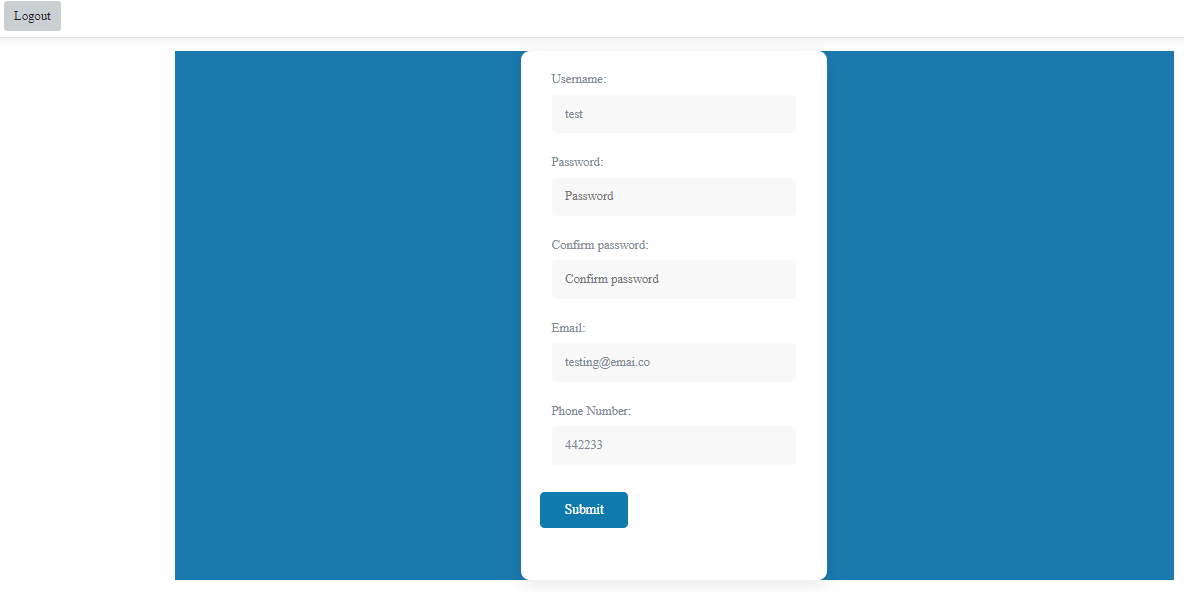 Logout
Username:
test
Password:
Password
Confirm password:
Confirm password
Email:
testing@emai.co
Phone Number:
442233
Submit